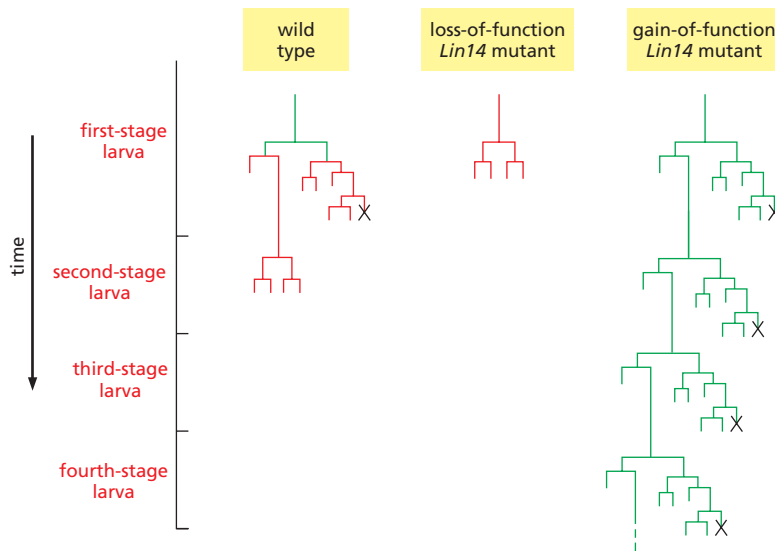 wild
type
loss-of-function
Lin14 mutant
gain-of-function
Lin14 mutant
first-stage
larva
second-stage
larva
third-stage
larva
fourth-stage
larva
time